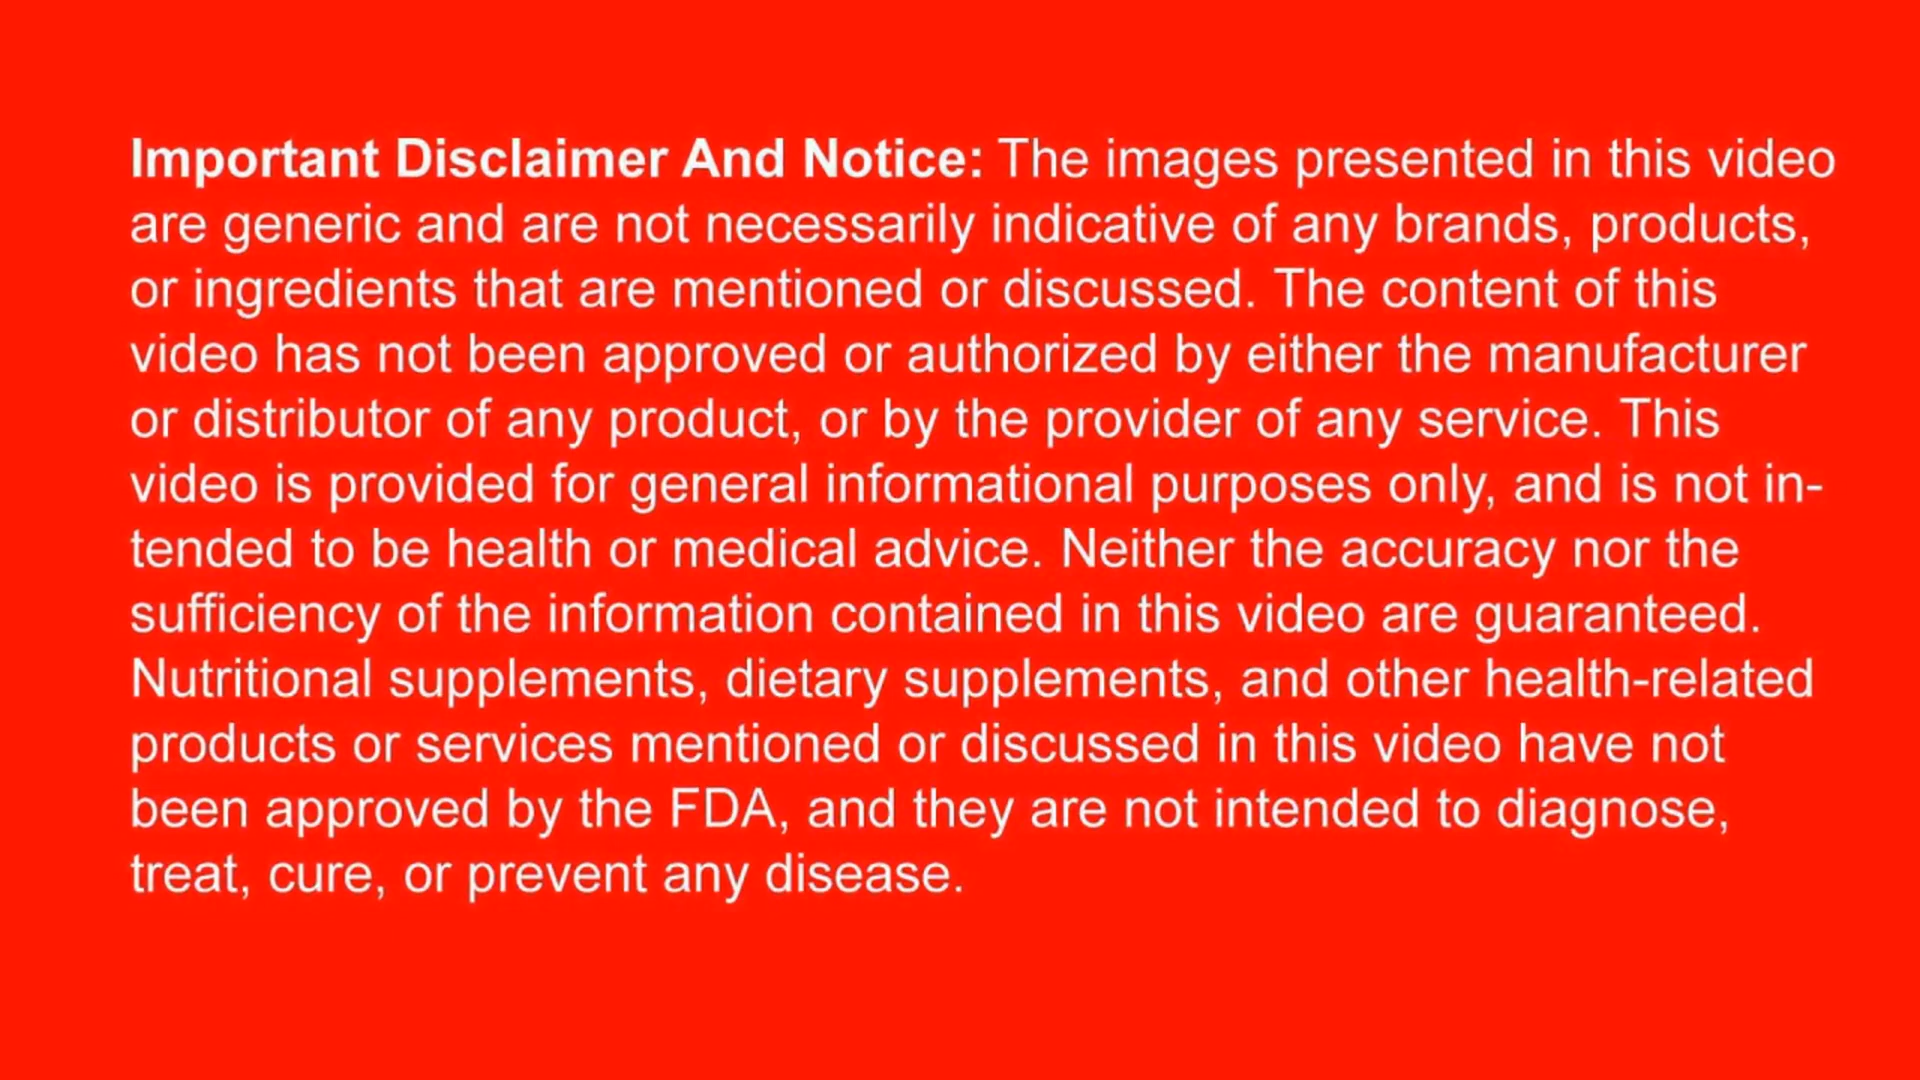 Important Disclaimer And Notice: The images presented in this video
are generic and are not necessarily indicative of any brands, products,
or ingredients that are mentioned or discussed. The content of this
video has not been approved or authorized by either the manufacturer
or distributor of any product, or by the provider of any service. This
video is provided for general informational purposes only, and is not in-
tended to be health or medical advice. Neither the accuracy nor the
sufficiency of the information contained in this video are guaranteed.
Nutritional supplements, dietary supplements, and other health-related
products or services mentioned or discussed in this video have not
been approved by the FDA, and they are not intended to diagnose,
treat, cure, or prevent any disease.